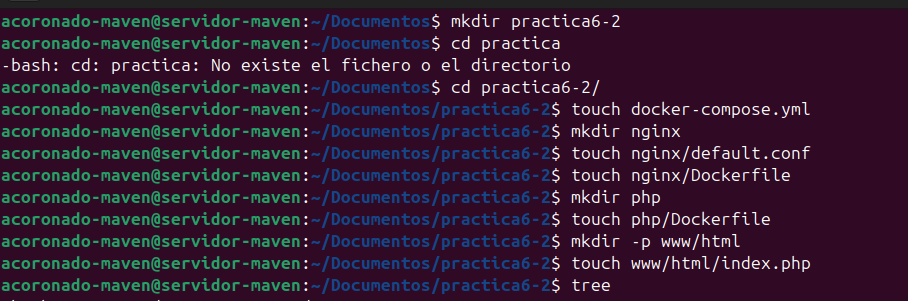 acoronado-maven@servidor-maven:~/Documentos$ mkdir practica6-2
acoronado-maven@servidor-maven:~/Documentos$ cd practica
-bash: cd: practica: No existe el fichero o el directorio
acoronado-maven@servidor-maven:~/Documentos$ cd practica6-2/
acoronado-maven@servidor-maven:~/Documentos/practica6-2$ touch docker-compose.yml
acoronado-maven@servidor-maven:~/Documentos/practica6-2$ mkdir nginx
acoronado-maven@servidor-maven:~/Documentos/practica6-2$ touch nginx/default.conf
acoronado-maven@servidor-maven:~/Documentos/practica6-2$ touch nginx/Dockerfile
acoronado-maven@servidor-maven:~/Documentos/practica6-2$ mkdir php
acoronado-maven@servidor-maven:~/Documentos/practica6-2$ touch php/Dockerfile
acoronado-maven@servidor-maven:~/Documentos/practica6-2$ mkdir -p www/html
acoronado-maven@servidor-maven:~/Documentos/practica6-2$ touch www/html/index.php
acoronado-maven@servidor-maven:~/Documentos/practica6-2$ tree